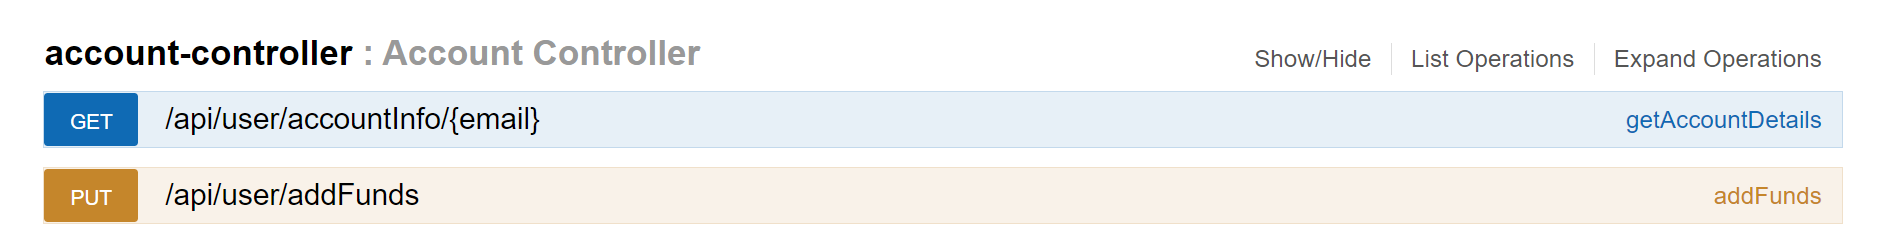 account-controller : Account Controller
Show/Hide List Operations Expand Operations
GET /api/user/accountInfo/{email} getAccountDetails
PUT /api/user/addFunds addFunds